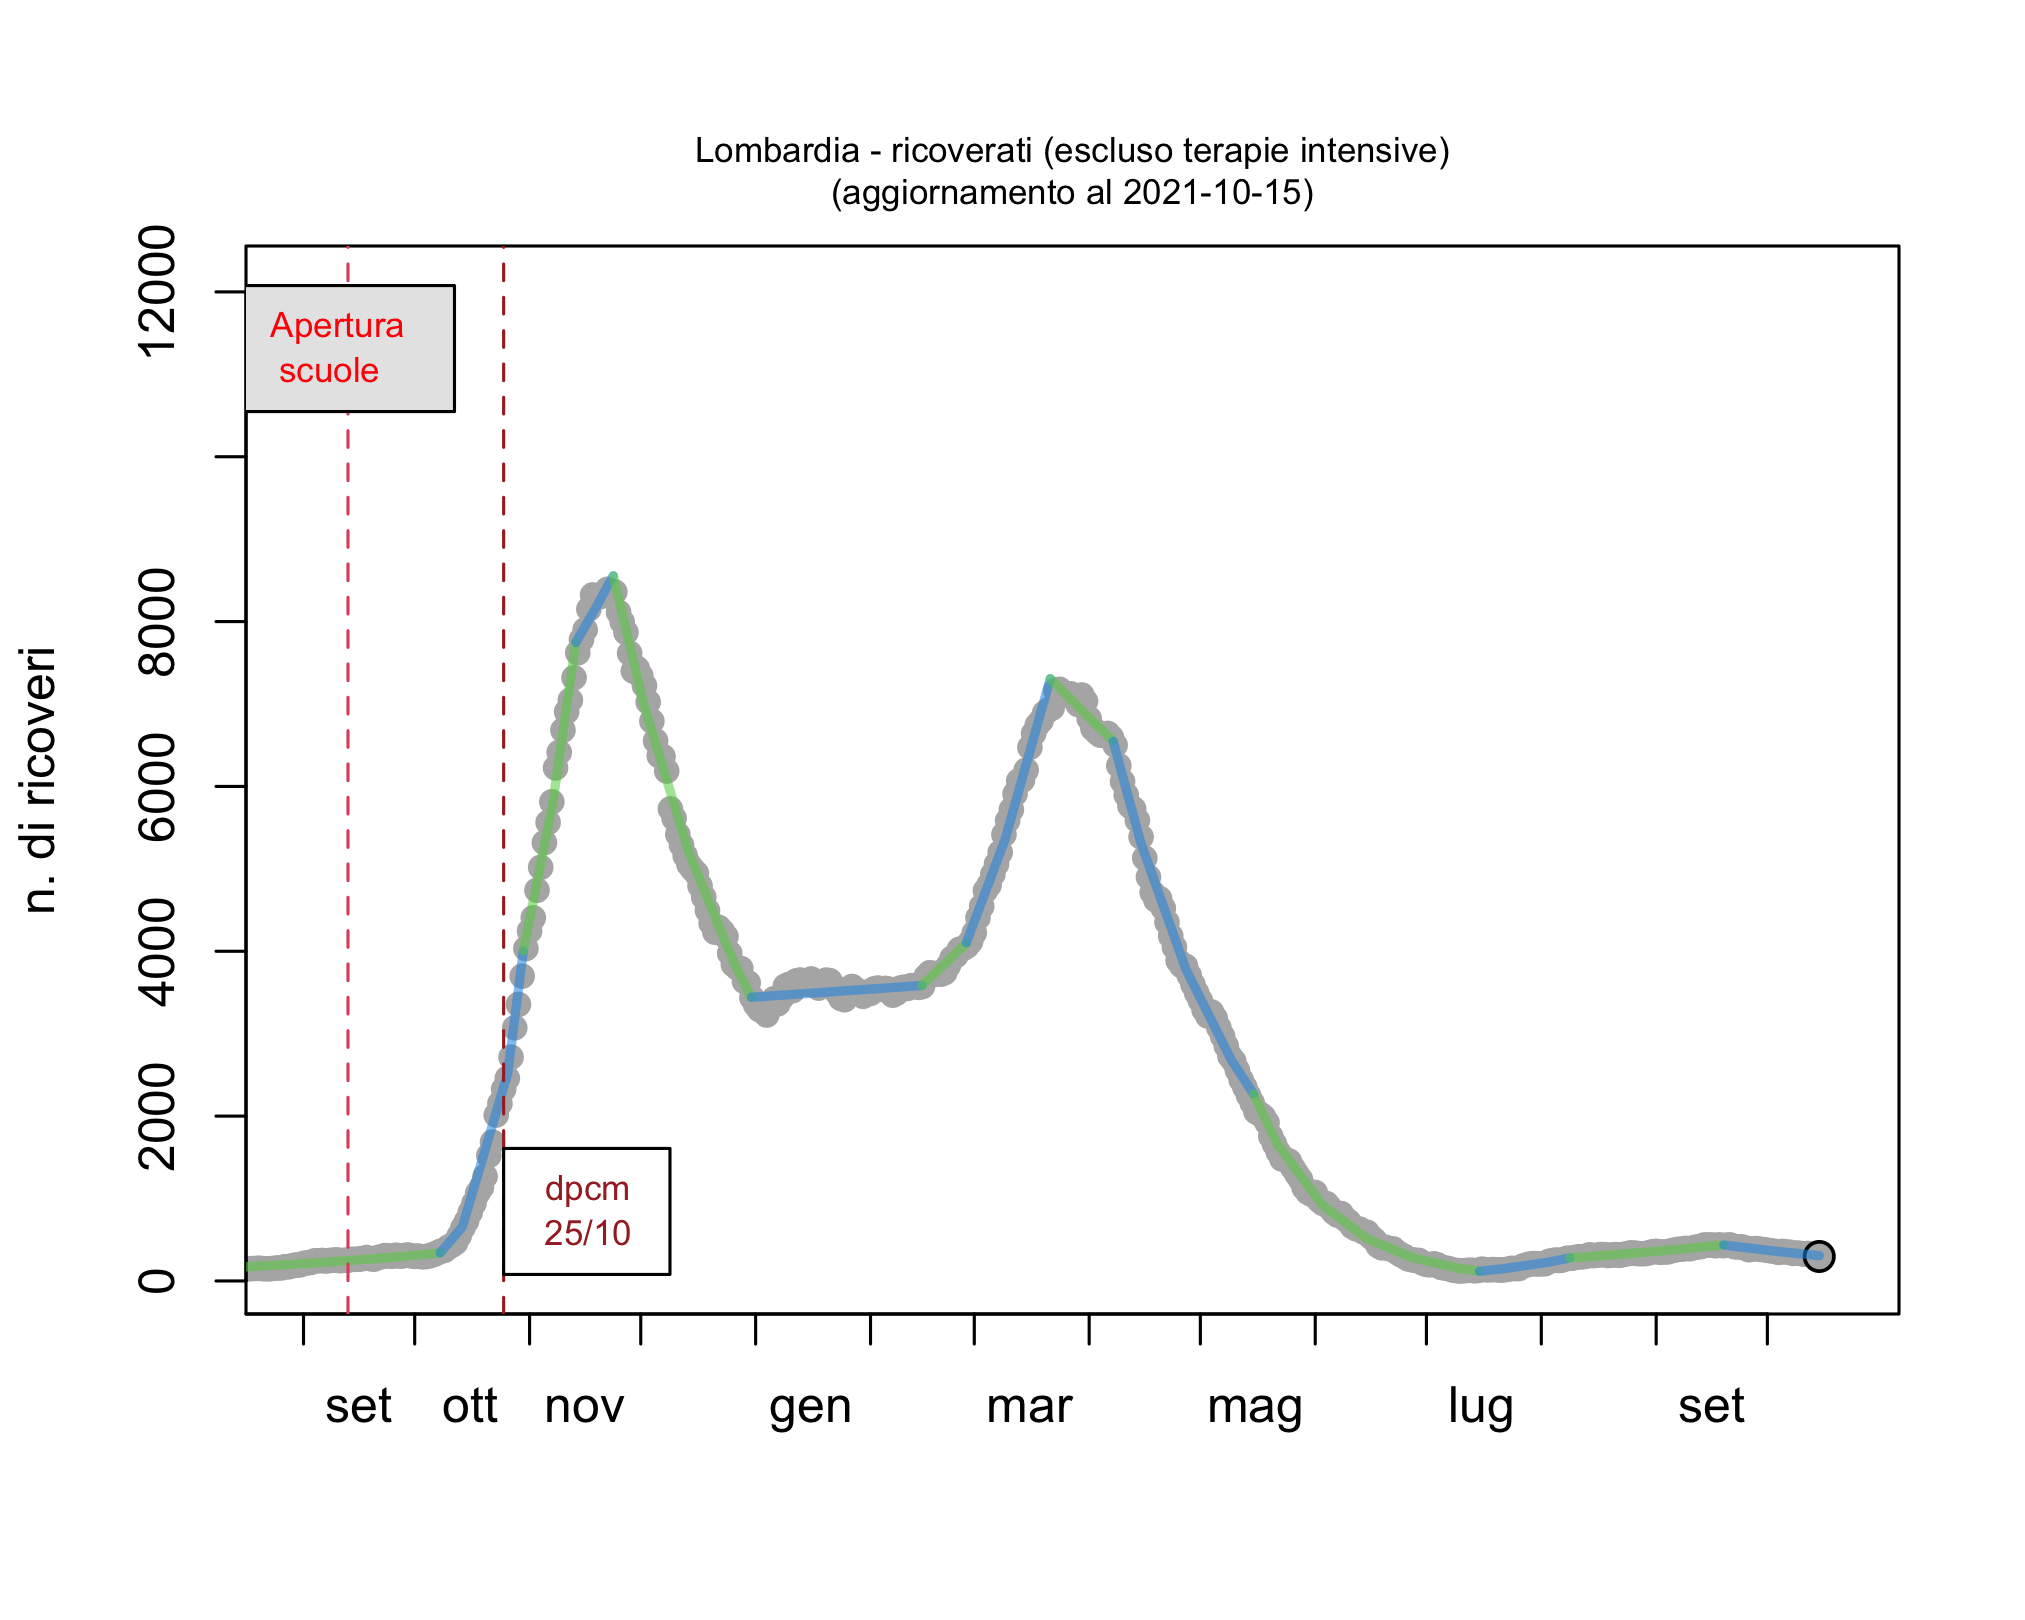 Lombardia - ricoverati (escluso terapie intensive)
(aggiornamento al 2021-10-15)
n. di ricoveri
12000
8000
6000
4000
2000
0
Apertura
scuole
dpcm
25/10
set ott nov gen mar mag lug set